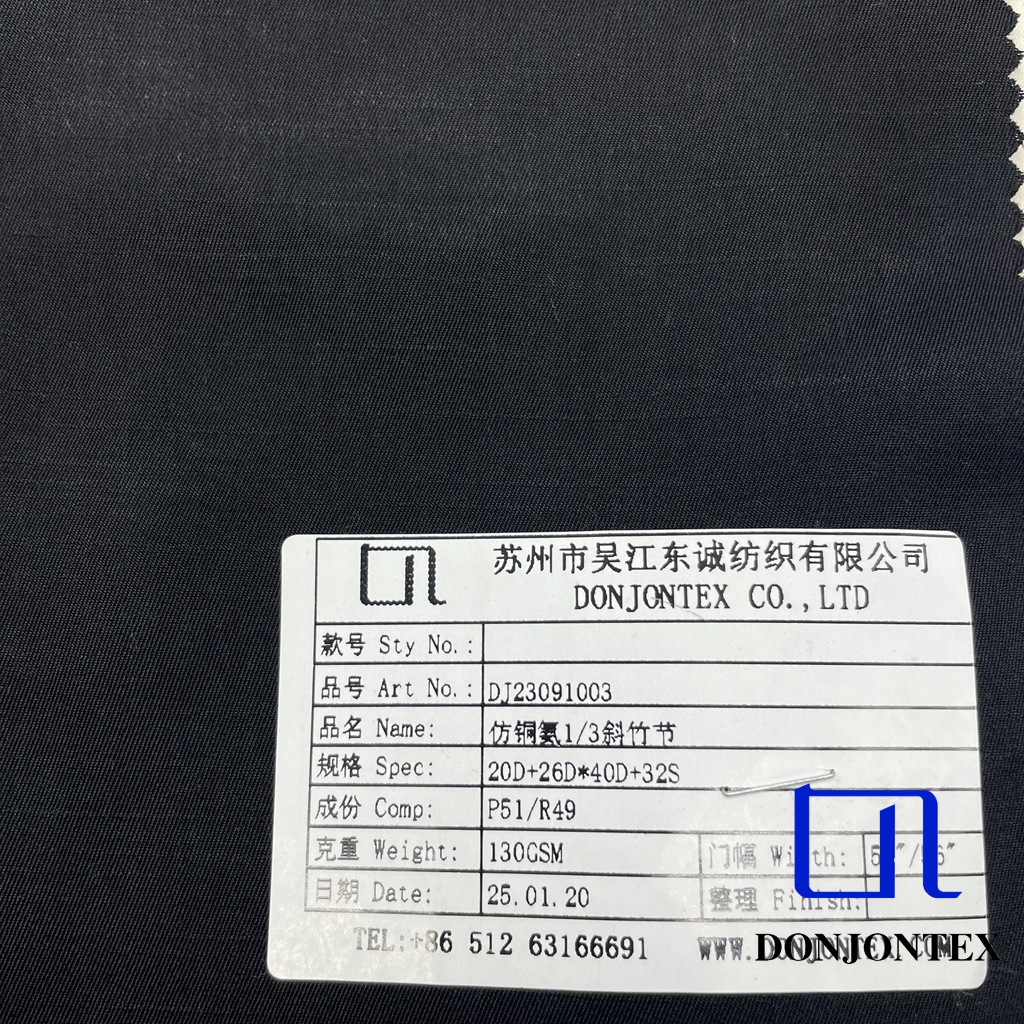 苏州市吴江东诚纺织有限公司
DONJONTEX CO.,LTD
款号 Sty No.:
品号 Art No.: DJ23091003
品名 Name: 仿铜氨1/3斜竹节
规格 Spec: 20D+26D*40D+32S
成份 Comp: P51/R49
克重 Weight: 130GSM 门幅 Width:
日期 Date: 25.01.20 整理 Finish:
TEL:+86 512 63166691 WWW.DONJONTEX.COM
DONJONTEX